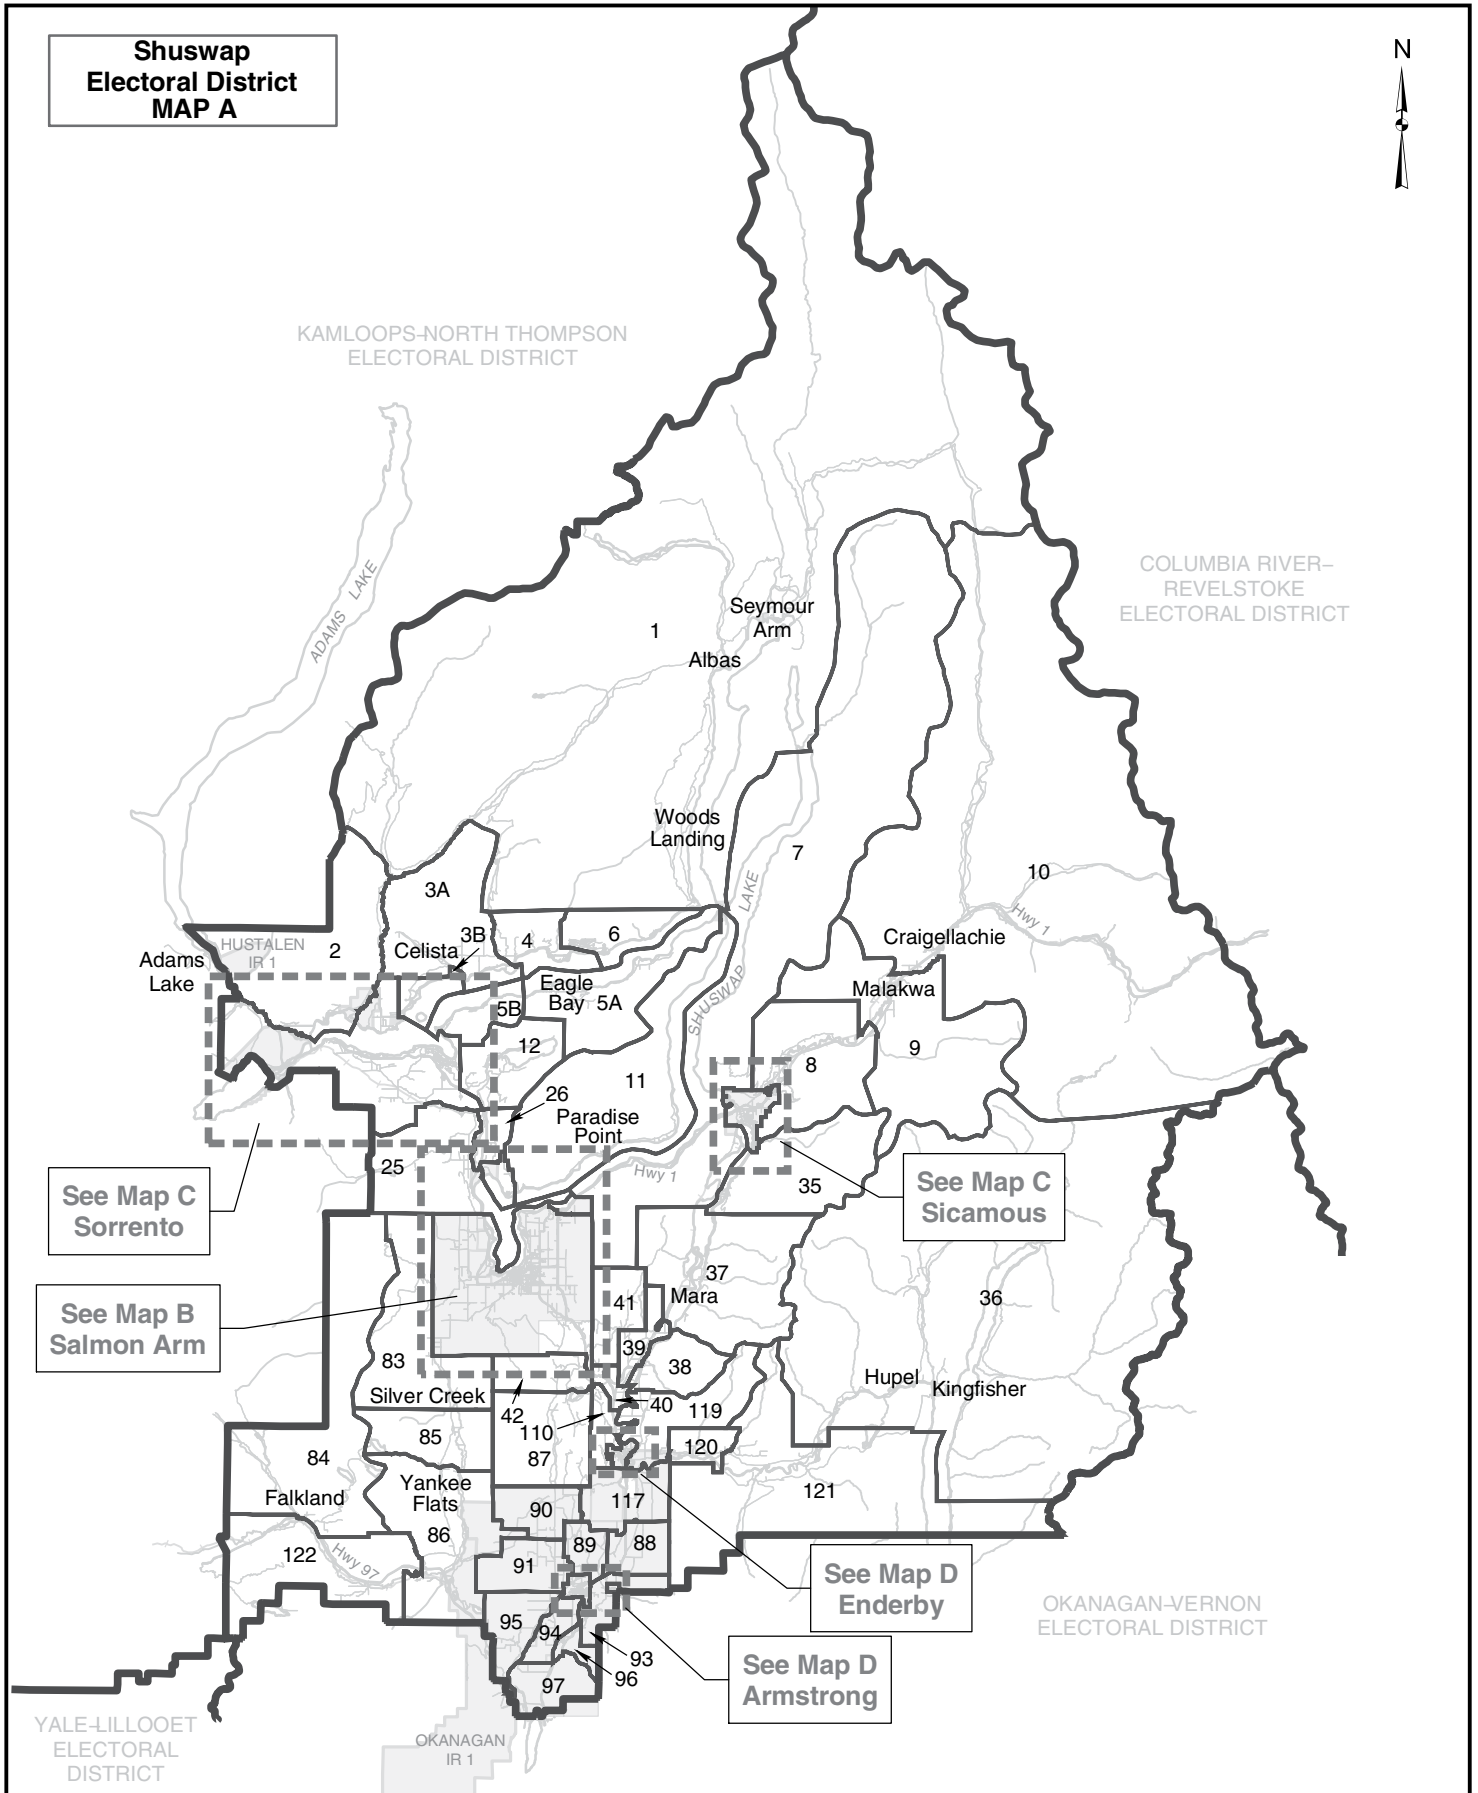 Shuswap
Electoral District
MAP A
N
KAMLOOPS–NORTH THOMPSON
ELECTORAL DISTRICT
COLUMBIA RIVER–
REVELSTOKE
ELECTORAL DISTRICT
ADAMS LAKE
Seymour
Arm
1
Albas
Woods
Landing
7
10
3A
SHUSWAP LAKE
Hwy 1
3B
4
6
Craigellachie
HUSTALEN
IR 1
2
Celista
Adams
Lake
Eagle
Bay
5A
Malakwa
5B
12
9
8
11
26
Paradise
Point
25
Hwy 1
35
See Map C
Sorrento
See Map C
Sicamous
37
Mara
36
41
See Map B
Salmon Arm
39
38
83
Hupel
Kingfisher
Silver Creek
42
40
119
110
85
120
87
84
Yankee
Flats
Falkland
121
90
117
86
89
88
122
Hwy 97
91
See Map D
Enderby
OKANAGAN–VERNON
ELECTORAL DISTRICT
95
94
93
96
97
See Map D
Armstrong
YALE–LILLOOET
ELECTORAL
DISTRICT
OKANAGAN
IR 1